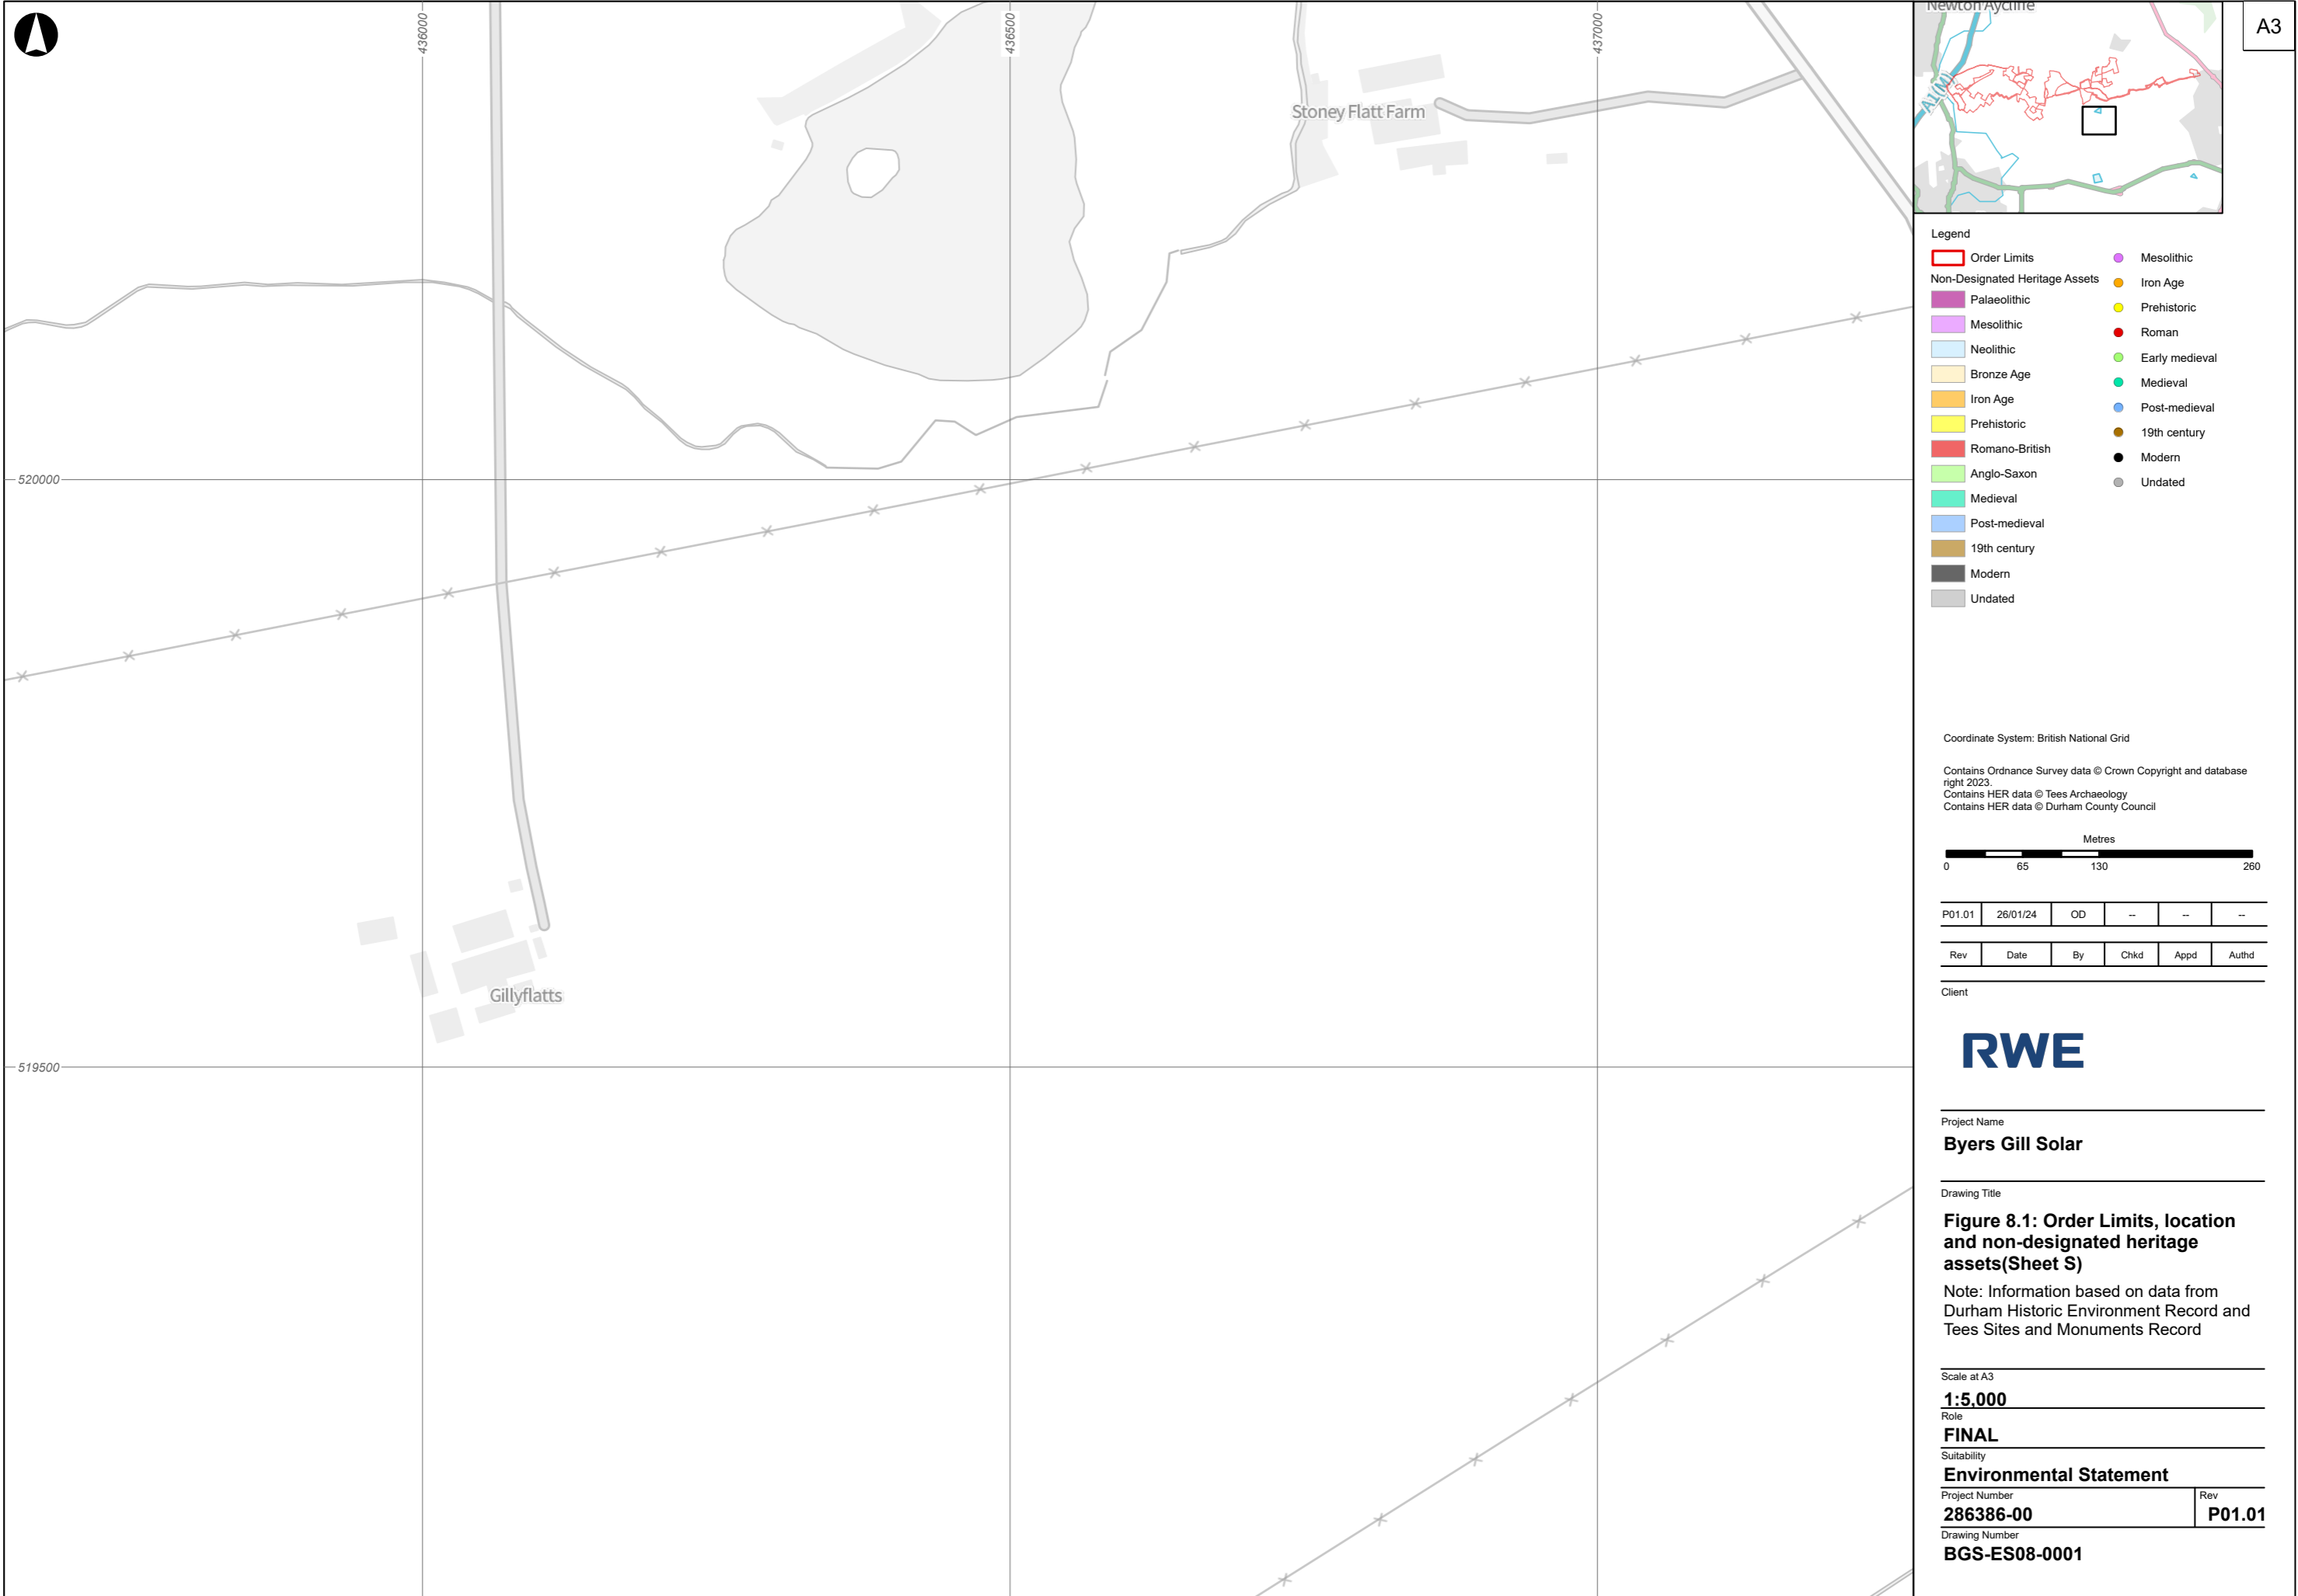 436000
436500
437000
Stoney Flatt Farm
520000
Gillyflatts
519500
Newton Aycliffe
A1(M)
A3
Legend
Order Limits
Non-Designated Heritage Assets
Palaeolithic
Mesolithic
Neolithic
Bronze Age
Iron Age
Prehistoric
Romano-British
Anglo-Saxon
Medieval
Post-medieval
19th century
Modern
Undated
Mesolithic
Iron Age
Prehistoric
Roman
Early medieval
Medieval
Post-medieval
19th century
Modern
Undated
Coordinate System: British National Grid
Contains Ordnance Survey data © Crown Copyright and database
right 2023.
Contains HER data © Tees Archaeology
Contains HER data © Durham County Council
Metres
0 65 130 260
P01.01 26/01/24 OD -- -- --
Rev Date By Chkd Appd Authd
Client
RWE
Project Name
Byers Gill Solar
Drawing Title
Figure 8.1: Order Limits, location
and non-designated heritage
assets(Sheet S)
Note: Information based on data from
Durham Historic Environment Record and
Tees Sites and Monuments Record
Scale at A3
1:5,000
Role
FINAL
Suitability
Environmental Statement
Project Number Rev
286386-00 P01.01
Drawing Number
BGS-ES08-0001